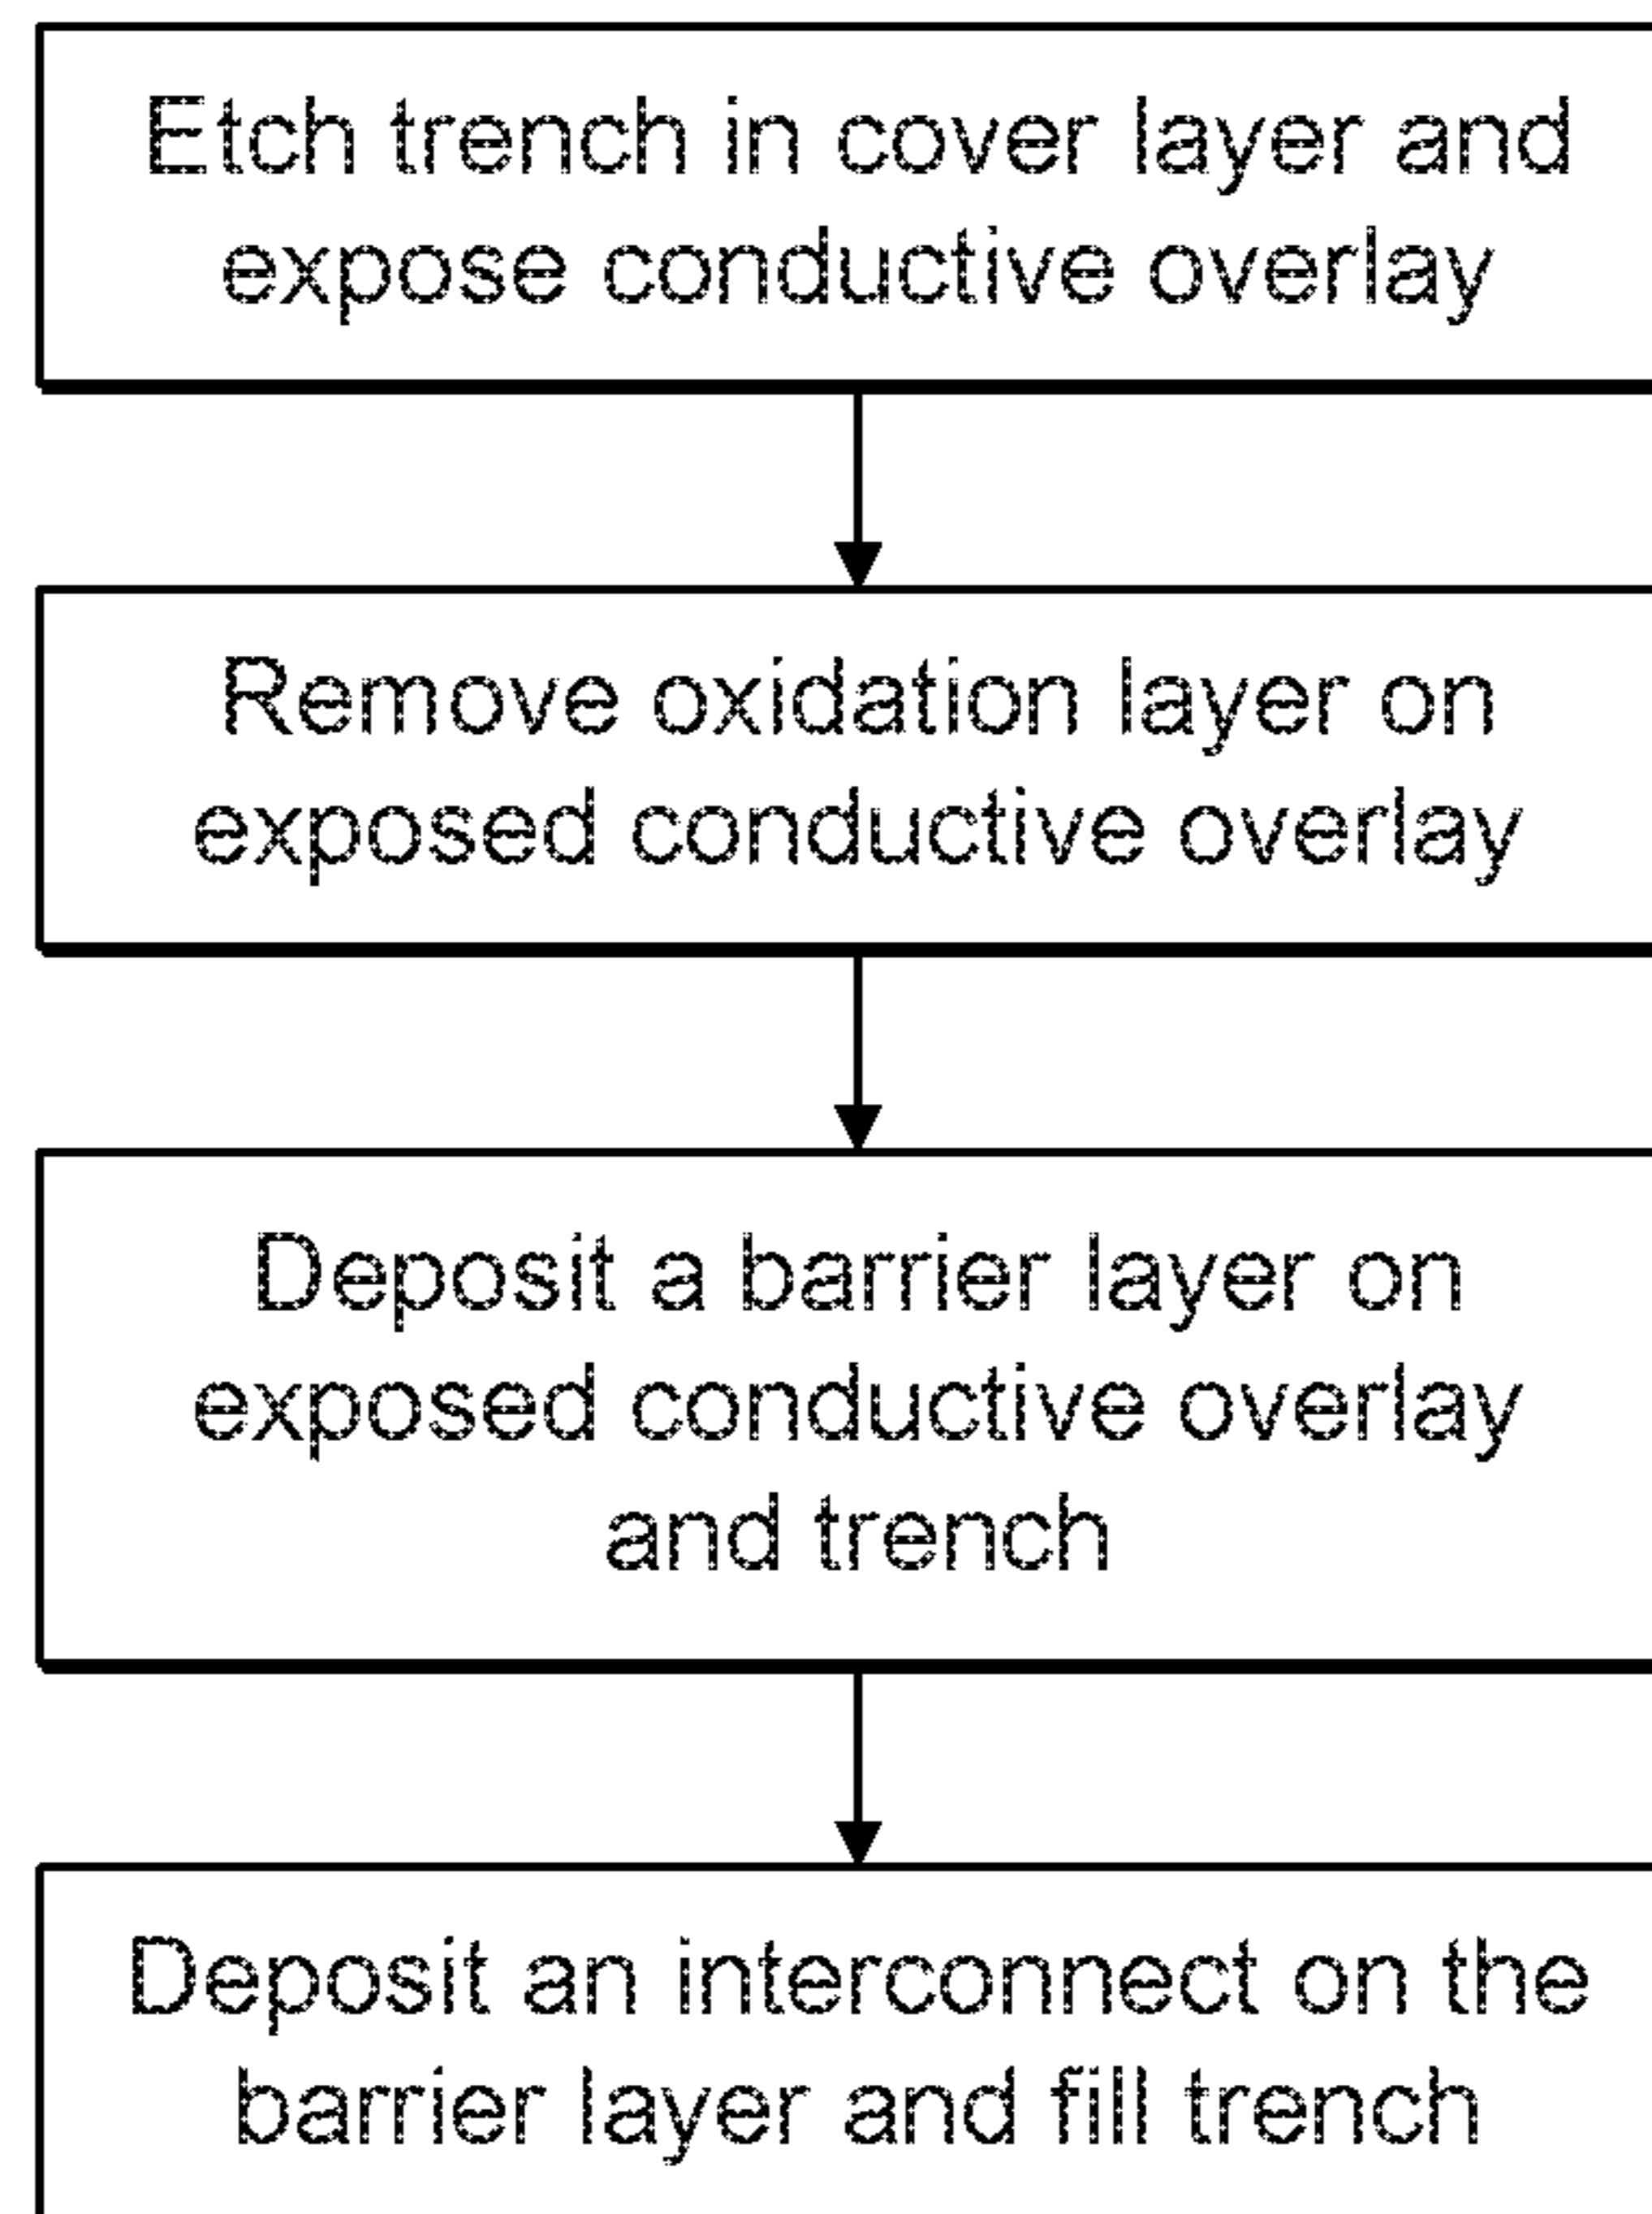 Etch trench in cover layer and
expose conductive overlay
Remove oxidation layer on
exposed conductive overlay
Deposit a barrier layer on
exposed conductive overlay
and trench
Deposit an interconnect on the
barrier layer and fill trench